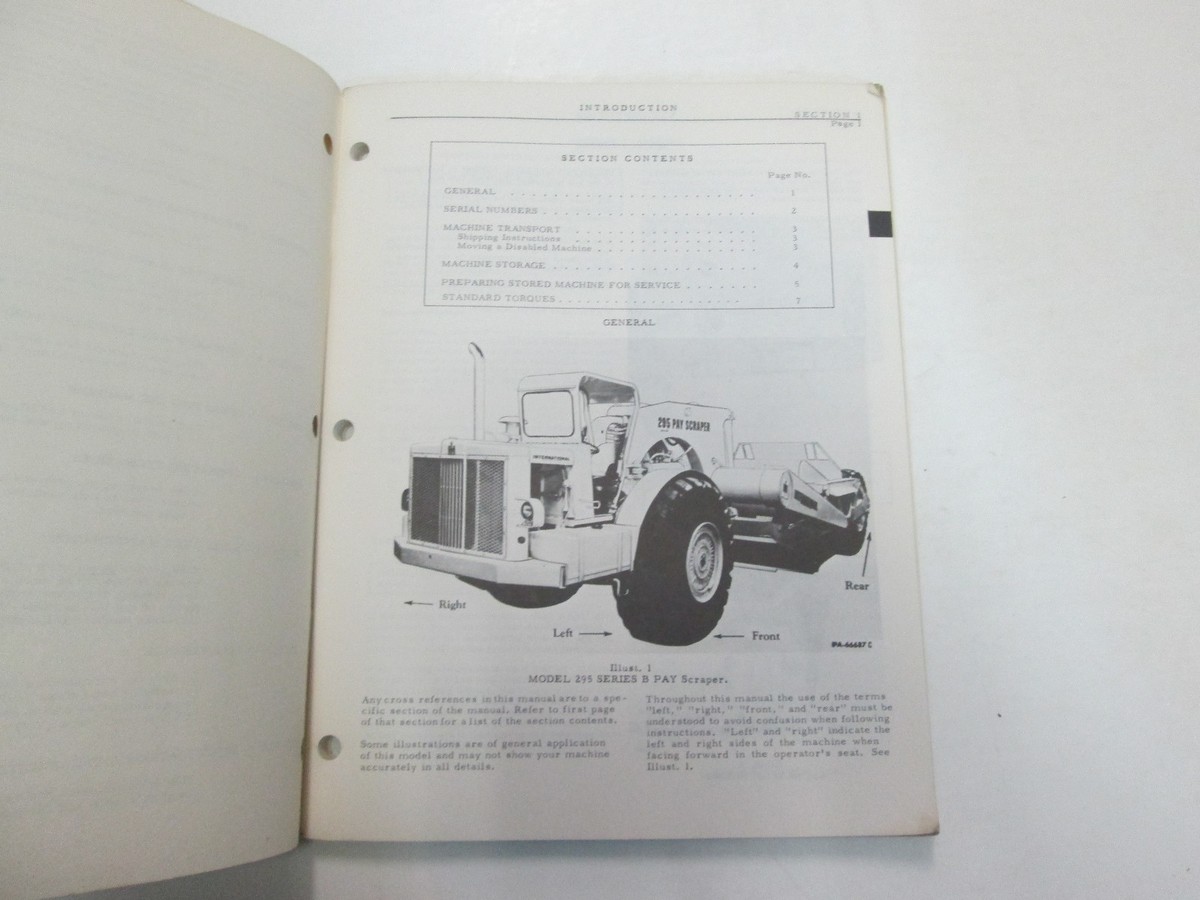 INTRODUCTION
SECTION 1
Page 1
SECTION CONTENTS
Page No.
GENERAL . . . . . . . . . . . . . . . . . . . . . . . . 1
SERIAL NUMBERS . . . . . . . . . . . . . . . . . . . . 2
MACHINE TRANSPORT . . . . . . . . . . . . . . . . . . 3
Shipping Instructions . . . . . . . . . . . . . . . . . . 3
Moving a Disabled Machine . . . . . . . . . . . . . . . 3
MACHINE STORAGE . . . . . . . . . . . . . . . . . . . 4
PREPARING STORED MACHINE FOR SERVICE . . . . . . . 5
STANDARD TORQUES . . . . . . . . . . . . . . . . . . 7
GENERAL
295 PAY SCRAPER
INTERNATIONAL
IH
Rear
Right
Left
Front
IPA-66687 C
Illust. 1
MODEL 295 SERIES B PAY Scraper.
Any cross references in this manual are to a spe-
cific section of the manual. Refer to first page
of that section for a list of the section contents.
Some illustrations are of general application
of this model and may not show your machine
accurately in all details.
Throughout this manual the use of the terms
"left," "right," "front," and "rear" must be
understood to avoid confusion when following
instructions. "Left" and "right" indicate the
left and right sides of the machine when
facing forward in the operator's seat. See
Illust. 1.